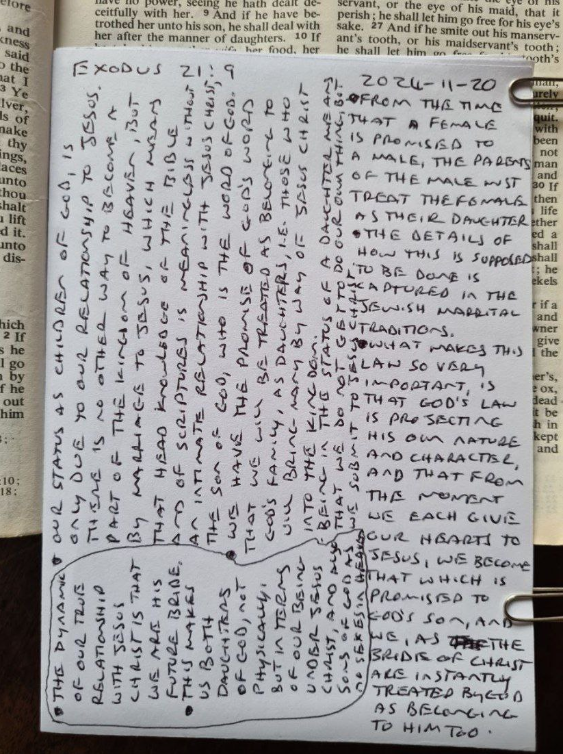 have no power, seeing he hath dealt de-
ceitfully with her. 9 And if he have be-
trothed her unto his son, he shall deal with
her after the manner of daughters. 10 If
her food, her
servant, or the eye of his maid, that it
perish; he shall let him go free for his eye's
sake. 27 And if he smite out his manserv-
ant's tooth, or his maidservant's tooth;
he shall let him go free
EXODUS 21:9
2024-11-20
• FROM THE TIME
THAT A FEMALE
IS PROMISED TO
A MALE, THE PARENTS
OF THE MALE MUST
TREAT THE FEMALE
AS THEIR DAUGHTER
• THE DETAILS OF
HOW THIS IS SUPPOSED
TO BE DONE IS
CAPTURED IN THE
JEWISH MARRITAL
TRADITIONS.
• WHAT MAKES THIS
LAW SO VERY
IMPORTANT, IS
THAT GOD'S LAW
IS PROJECTING
HIS OWN NATURE
AND CHARACTER,
AND THAT FROM
THE MOMENT
WE EACH GIVE
OUR HEARTS TO
JESUS, WE BECOME
THAT WHICH IS
PROMISED TO
GOD'S SON, AND
WE, AS THE
BRIDE OF CHRIST
ARE INSTANTLY
TREATED BY GOD
AS BELONGING
TO HIM TOO.
• OUR STATUS AS CHILDREN OF GOD, IS
ONLY DUE TO OUR RELATIONSHIP TO JESUS.
THERE IS NO OTHER WAY TO BECOME A
PART OF THE KINGDOM OF HEAVEN, BUT
BY MARRIAGE TO JESUS, WHICH MEANS
THAT HEAD KNOWLEDGE OF THE BIBLE
AND OF SCRIPTURES IS MEANINGLESS WITHOUT
AN INTIMATE RELATIONSHIP WITH JESUS CHRIST:
THE SON OF GOD, WHO IS THE WORD OF GOD.
• WE HAVE THE PROMISE OF GOD'S WORD
THAT WE WILL BE TREATED AS BELONGING TO
GOD'S FAMILY, AS DAUGHTERS, I.E. THOSE WHO
WILL BRING MANY BY WAY OF JESUS CHRIST
INTO THE KINGDOM.
• BEING IN THE STATUS OF A DAUGHTER MEANS
THAT WE DO NOT GET TO DO OUR OWN THING, BUT
WE SUBMIT TO JESUS CHRIST
• THE DYNAMIC
OF OUR TRUE
RELATIONSHIP
WITH JESUS
CHRIST IS THAT
WE ARE HIS
FUTURE BRIDE,
• THIS MAKES
US BOTH
DAUGHTERS
OF GOD, NOT
PHYSICALLY,
BUT IN TERMS
OF OUR BEING
UNDER JESUS
CHRIST, AND ALSO
SONS OF GOD AS
NO SEXES IN HEAVEN